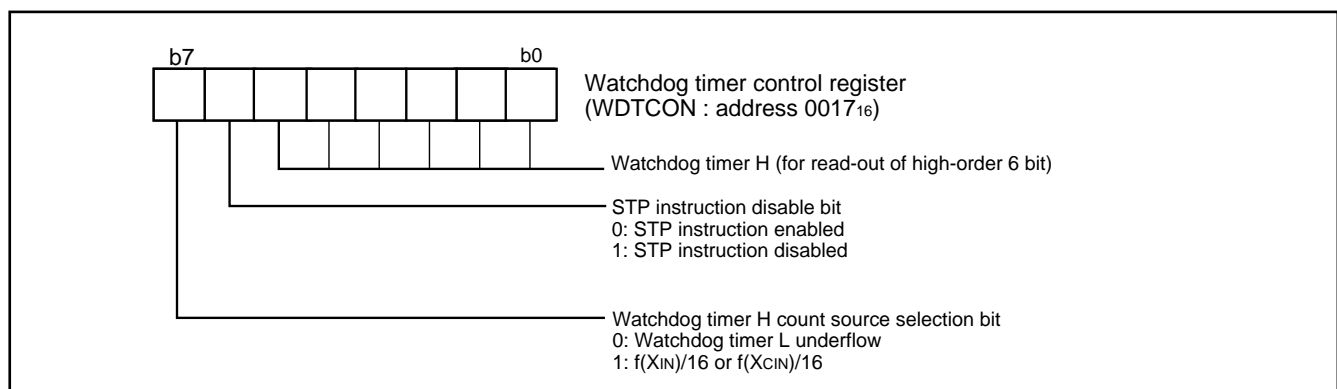 b7 b0
Watchdog timer control register
(WDTCON : address 0017₁₆)
Watchdog timer H (for read-out of high-order 6 bit)
STP instruction disable bit
0: STP instruction enabled
1: STP instruction disabled
Watchdog timer H count source selection bit
0: Watchdog timer L underflow
1: f(XIN)/16 or f(XCIN)/16